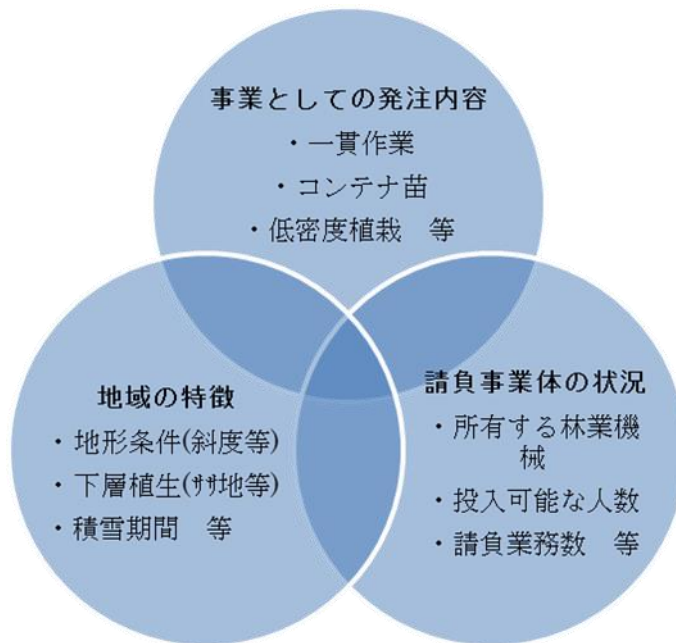 事業としての発注内容
・一貫作業
・コンテナ苗
・低密度植栽　等
地域の特徴
・地形条件(斜度等)
・下層植生(ｻｻ地等)
・積雪期間　等
請負事業体の状況
・所有する林業機
械
・投入可能な人数
・請負業務数　等